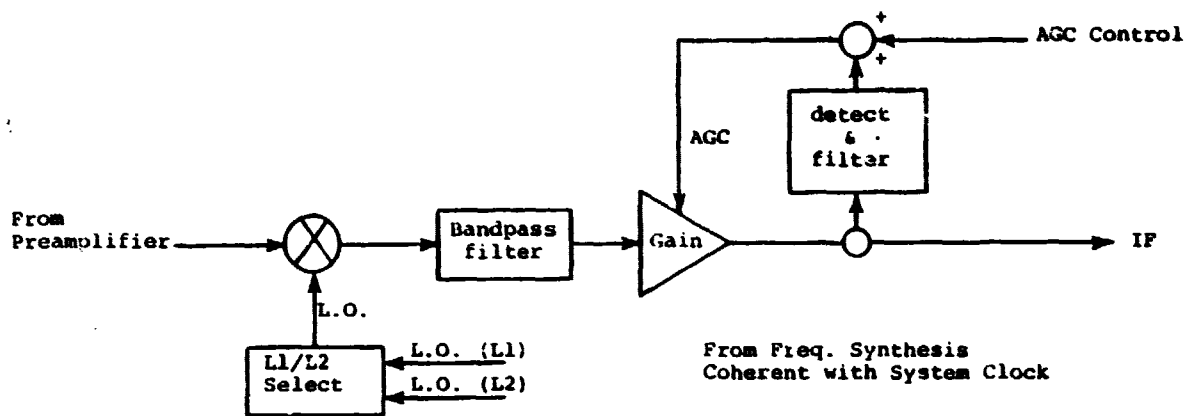 +
AGC Control
+
detect
&
filter
AGC
From
Preamplifier
Bandpass
filter
Gain
IF
L.O.
L1/L2
Select
L.O. (L1)
L.O. (L2)
From Freq. Synthesis
Coherent with System Clock